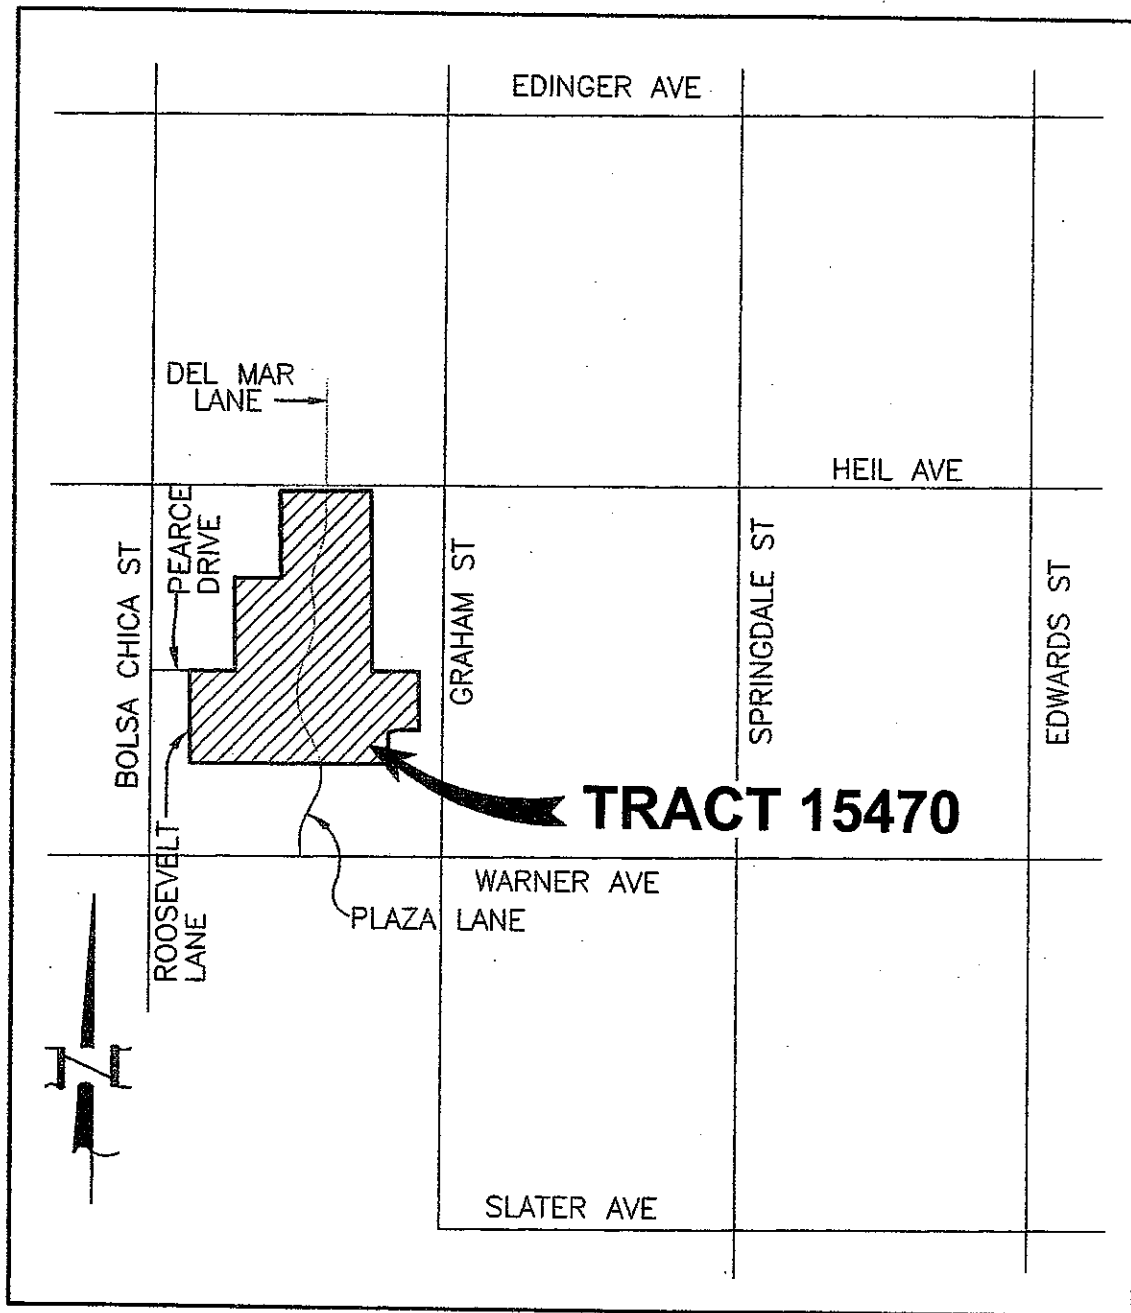 EDINGER AVE
DEL MAR
LANE
HEIL AVE
PEARCE
DRIVE
BOLSA CHICA ST
GRAHAM ST
SPRINGDALE ST
EDWARDS ST
TRACT 15470
ROOSEVELT
LANE
WARNER AVE
PLAZA LANE
N
SLATER AVE